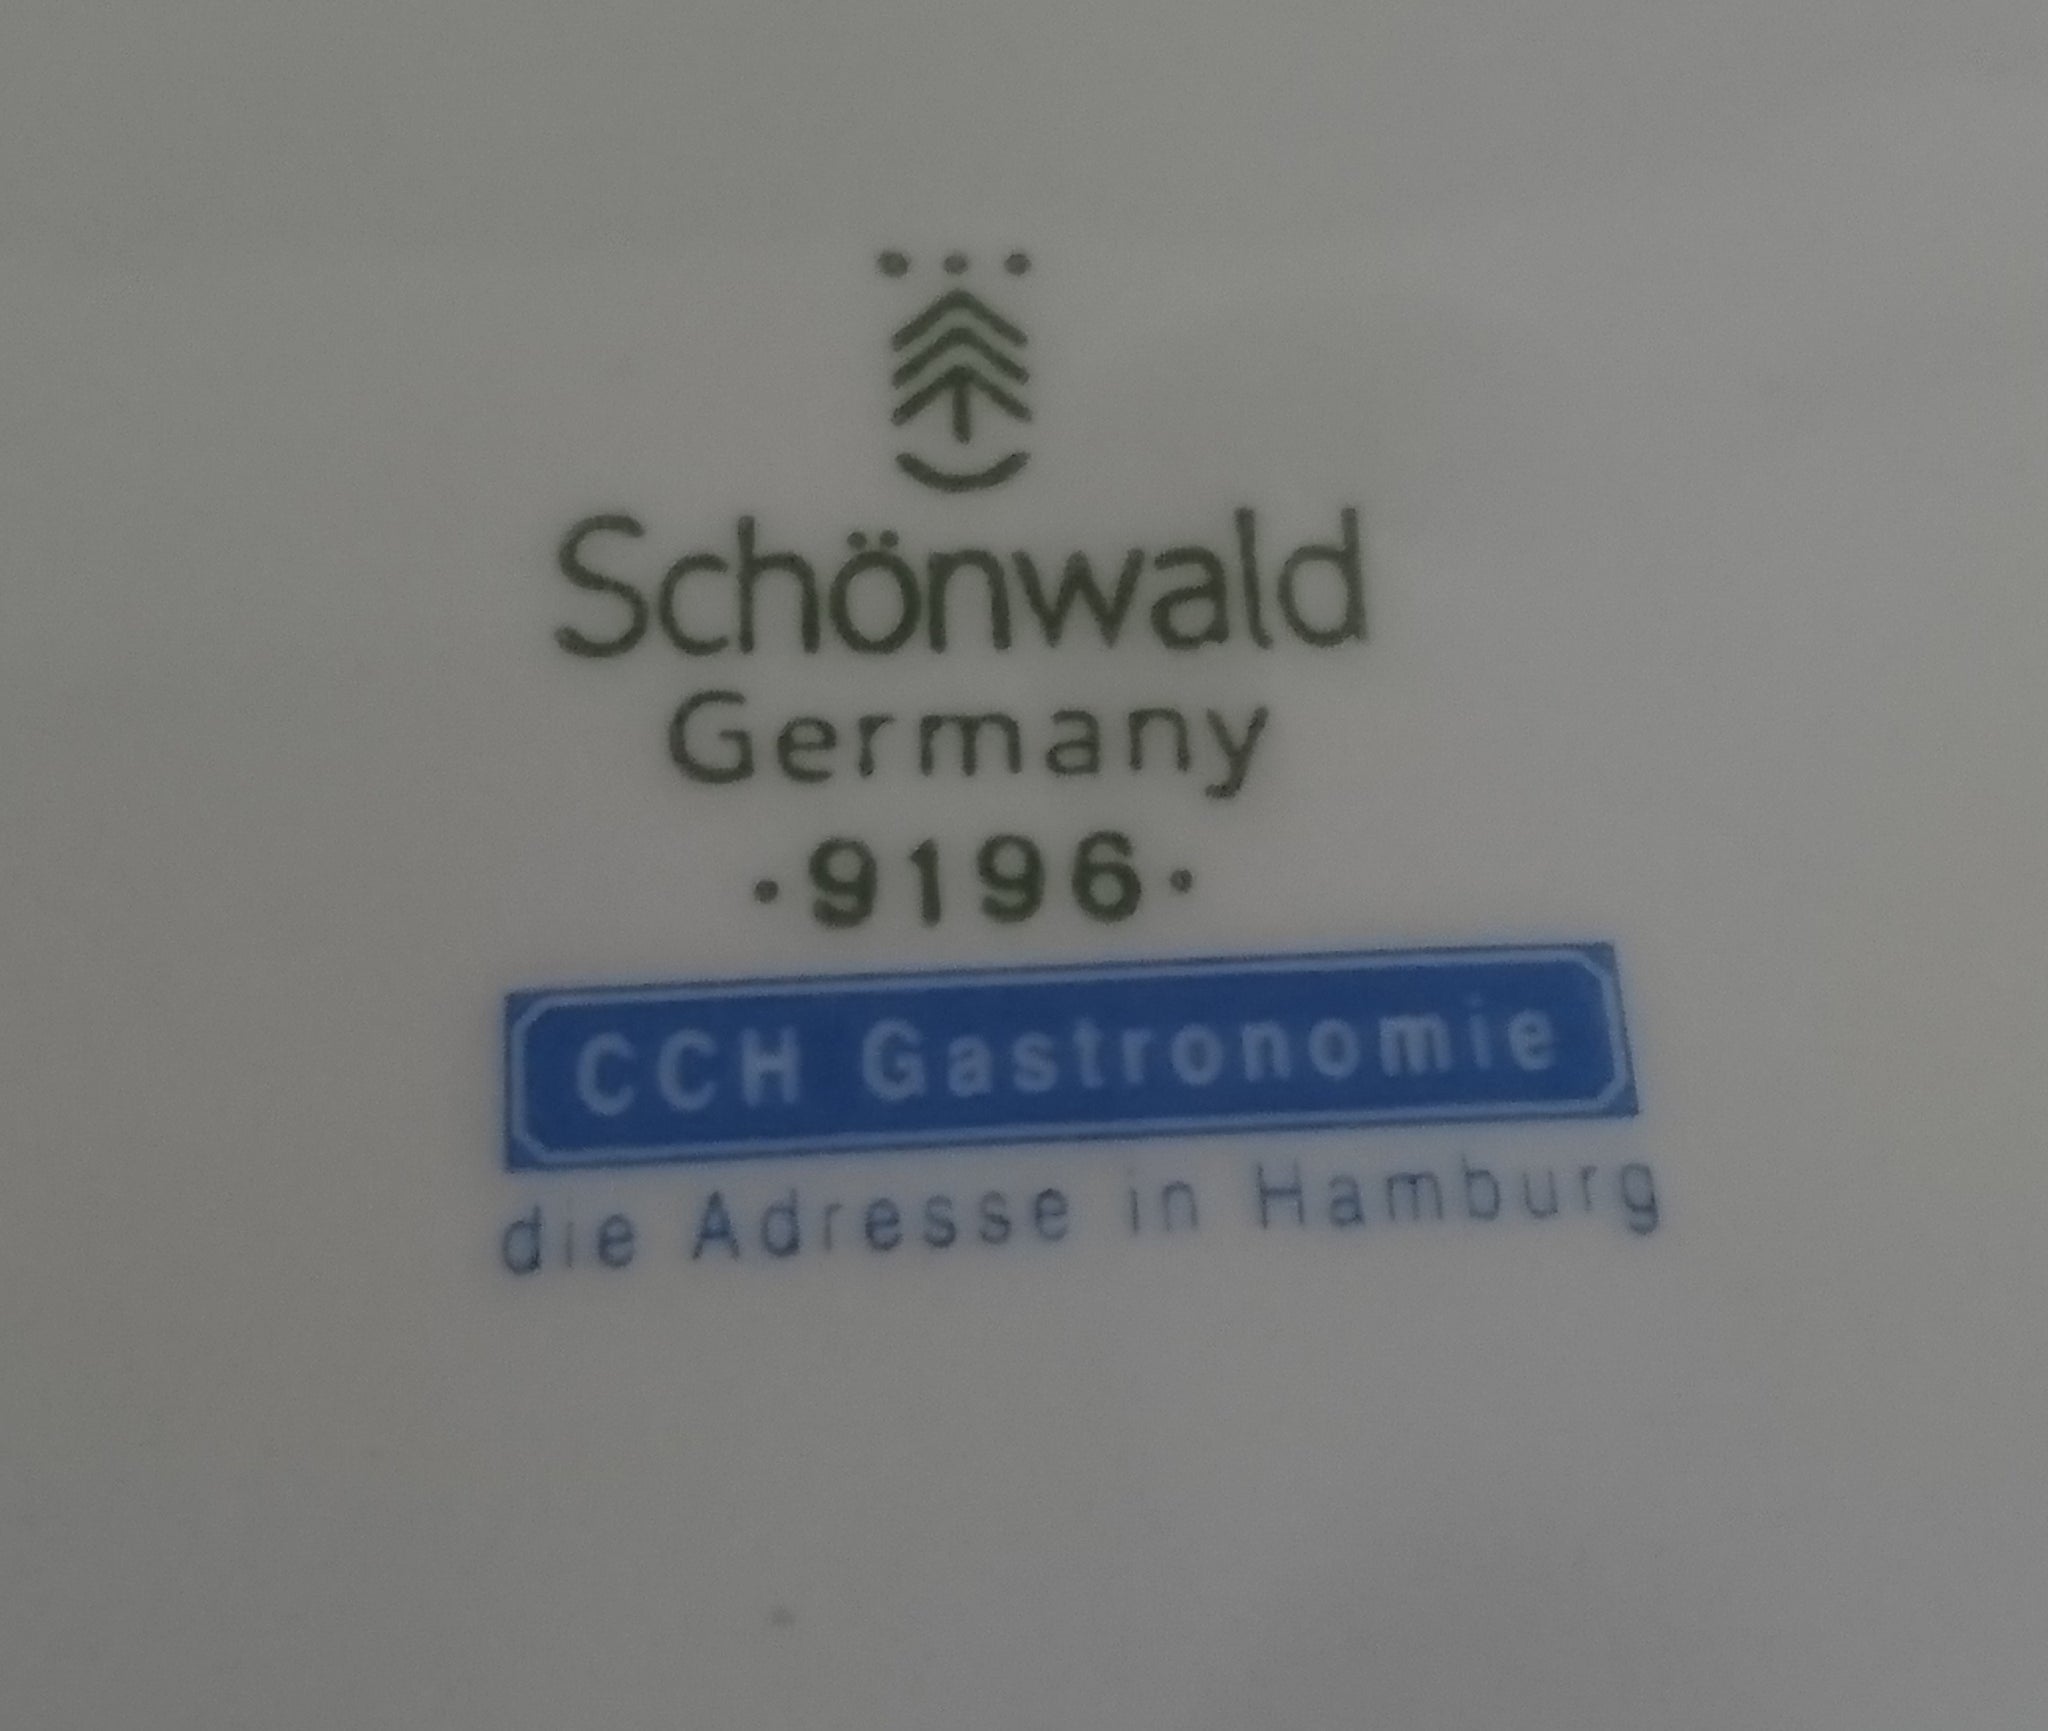 Schönwald
Germany
·9196·
CCH Gastronomie
die Adresse in Hamburg